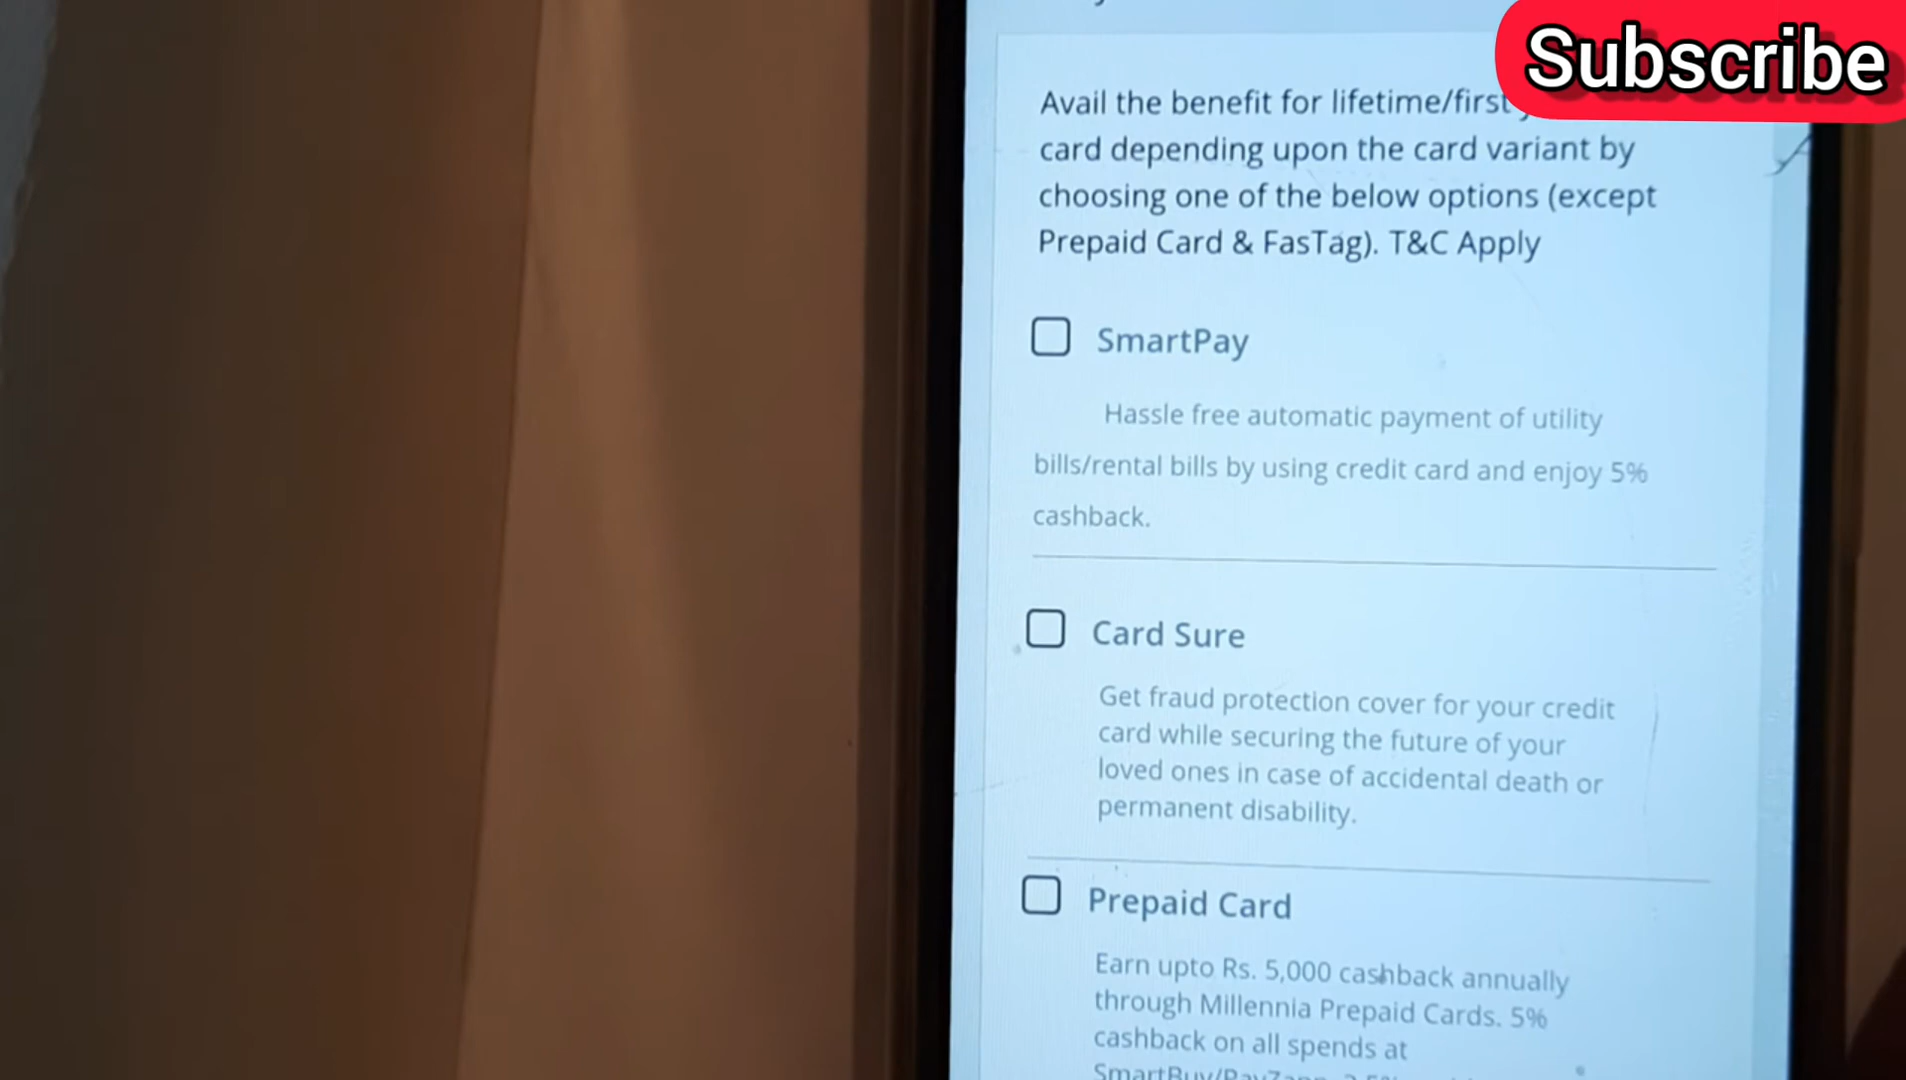 Subscribe
Avail the benefit for lifetime/first
card depending upon the card variant by
choosing one of the below options (except
Prepaid Card & FasTag). T&C Apply
SmartPay
Hassle free automatic payment of utility
bills/rental bills by using credit card and enjoy 5%
cashback.
Card Sure
Get fraud protection cover for your credit
card while securing the future of your
loved ones in case of accidental death or
permanent disability.
Prepaid Card
Earn upto Rs. 5,000 cashback annually
through Millennia Prepaid Cards. 5%
cashback on all spends at
SmartBuy/PayZapp